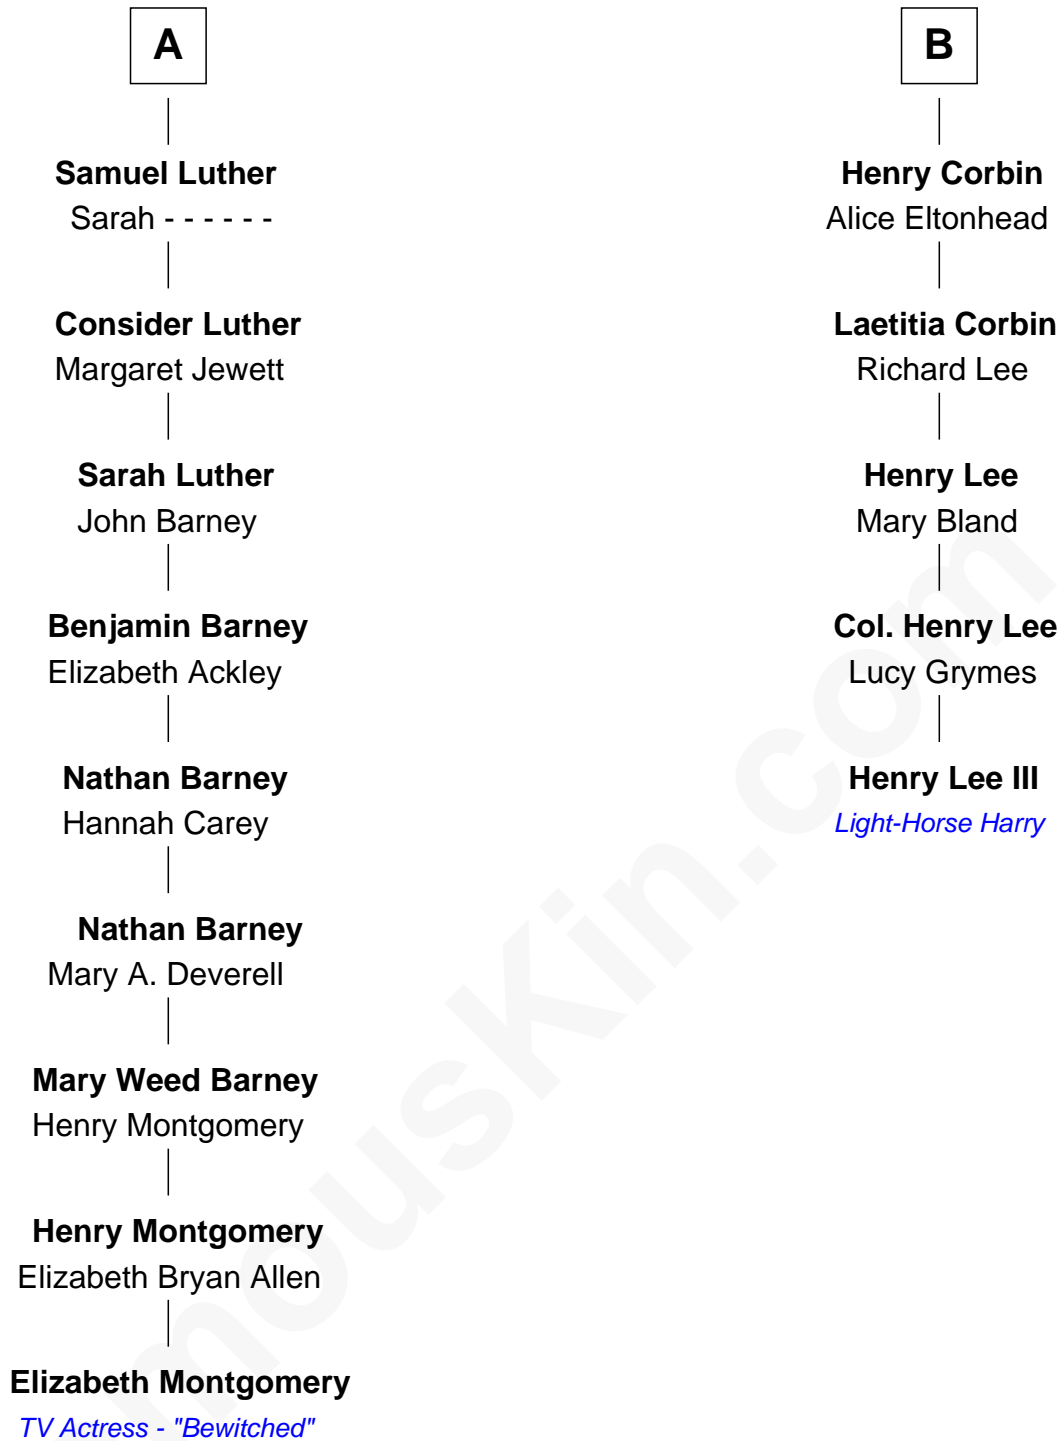 A
Samuel Luther
Sarah - - - - - -
Consider Luther
Margaret Jewett
Sarah Luther
John Barney
Benjamin Barney
Elizabeth Ackley
Nathan Barney
Hannah Carey
Nathan Barney
Mary A. Deverell
Mary Weed Barney
Henry Montgomery
Henry Montgomery
Elizabeth Bryan Allen
Elizabeth Montgomery
TV Actress - "Bewitched"
B
Henry Corbin
Alice Eltonhead
Laetitia Corbin
Richard Lee
Henry Lee
Mary Bland
Col. Henry Lee
Lucy Grymes
Henry Lee III
Light-Horse Harry
mousKin.com